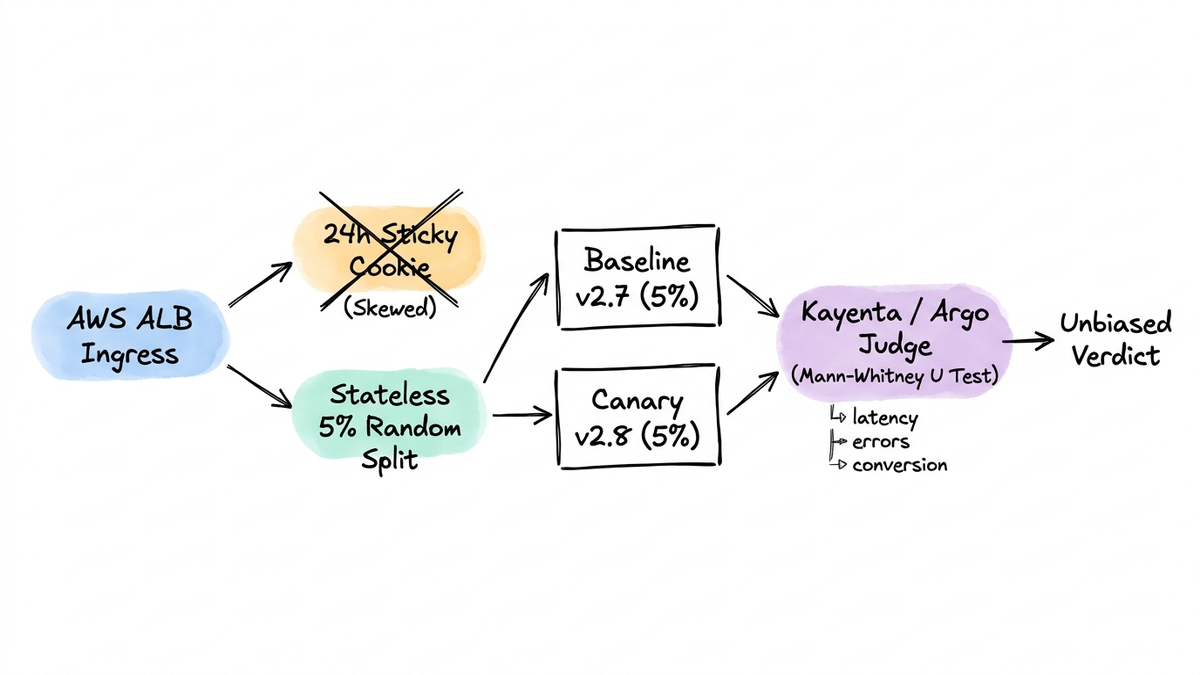 AWS ALB
Ingress
24h Sticky
Cookie
(Skewed)
Stateless
5% Random
Split
Baseline
v2.7 (5%)
Canary
v2.8 (5%)
Kayenta / Argo
Judge
(Mann-Whitney U Test)
latency
errors
conversion
Unbiased
Verdict